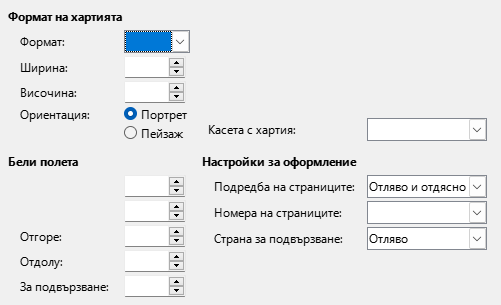 Формат на хартията
Формат:
Ширина:
Височина:
Ориентация: Портрет
Пейзаж
Касета с хартия:
Бели полета
Настройки за оформление
Подредба на страниците: Отляво и отдясно
Номера на страниците:
Отгоре:
Страна за подвързване: Отляво
Отдолу:
За подвързване: